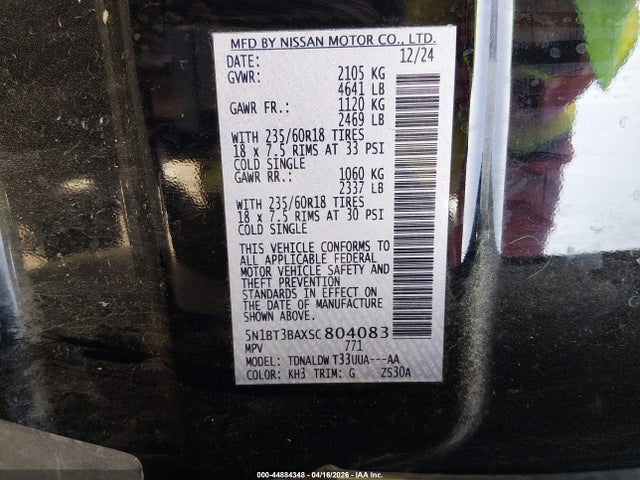 MFD BY NISSAN MOTOR CO., LTD.
DATE: 12/24
GVWR: 2105 KG
4641 LB
GAWR FR.: 1120 KG
2469 LB
WITH 235/60R18 TIRES
18 x 7.5 RIMS AT 33 PSI
COLD SINGLE
GAWR RR.: 1060 KG
2337 LB
WITH 235/60R18 TIRES
18 x 7.5 RIMS AT 30 PSI
COLD SINGLE
THIS VEHICLE CONFORMS TO
ALL APPLICABLE FEDERAL
MOTOR VEHICLE SAFETY AND
THEFT PREVENTION
STANDARDS IN EFFECT ON
THE DATE OF MANUFACTURE
SHOWN ABOVE.
5N1BT3BAXSC804083
MPV 771
MODEL: TDNALDWT33UUA---AA
COLOR: KH3 TRIM: G ZS30A
000-44884348 - 04/16/2026 - IAA Inc.